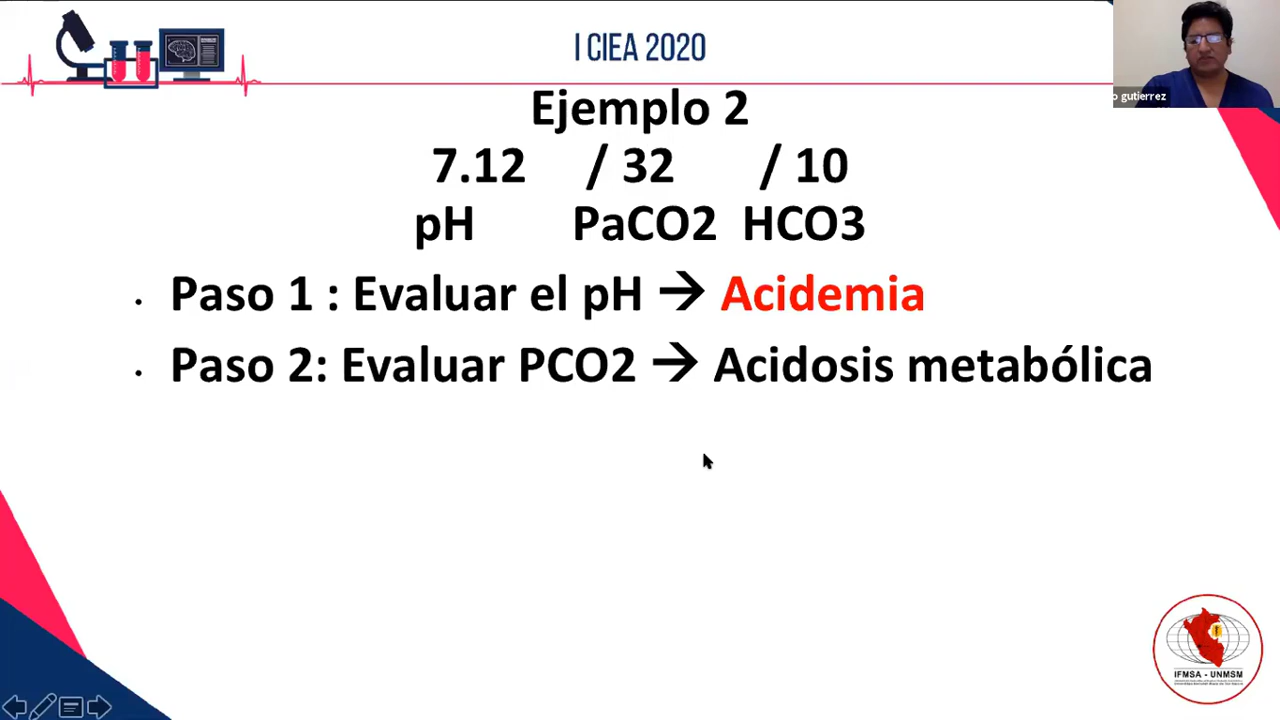 I CIEA 2020
o gutierrez
Ejemplo 2
7.12 / 32 / 10
pH PaCO2 HCO3
• Paso 1 : Evaluar el pH → Acidemia
• Paso 2: Evaluar PCO2 → Acidosis metabólica
IFMSA - UNMSM